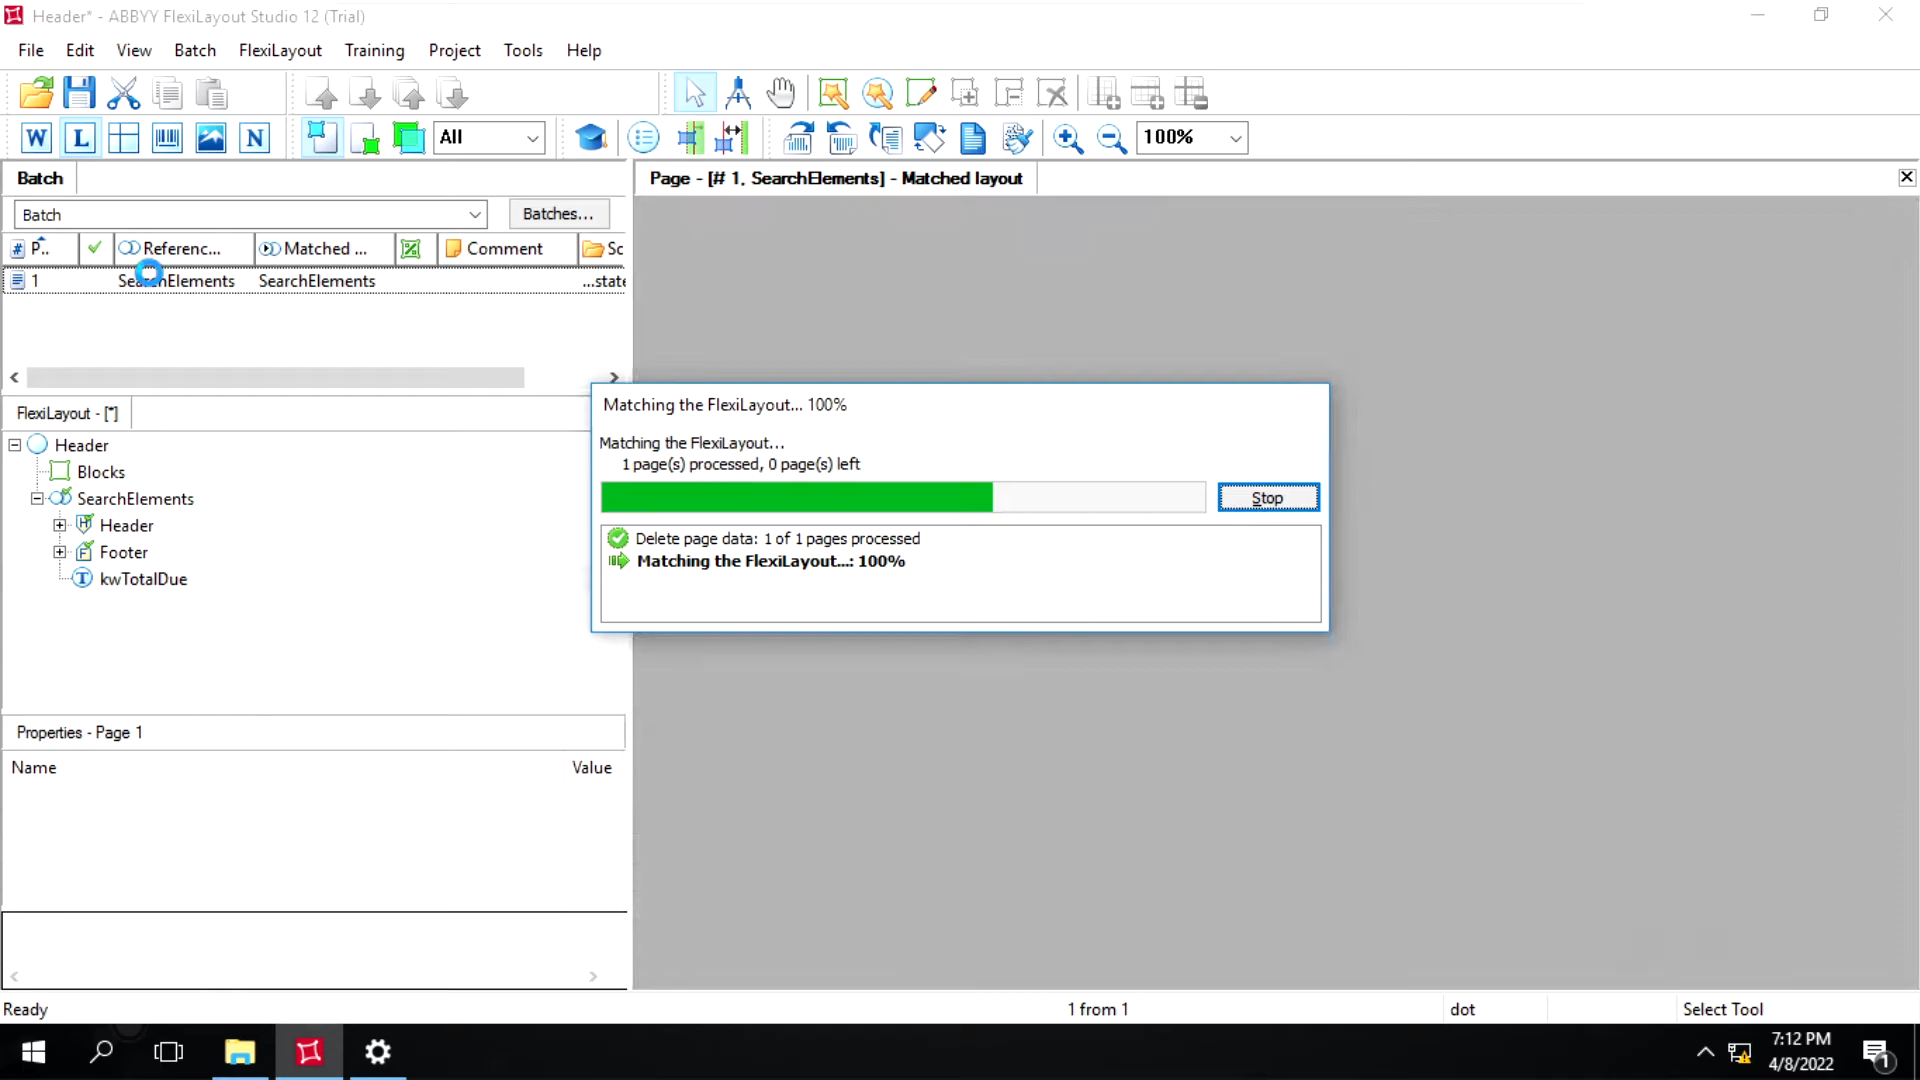 Header* - ABBYY FlexiLayout Studio 12 (Trial)
File Edit View Batch FlexiLayout Training Project Tools Help
W L N All 100%
Batch
Page - [# 1, SearchElements] - Matched layout
Batch Batches...
# P.. Referenc... Matched ... Comment Sc
1 SearchElements SearchElements ...state
FlexiLayout - [*]
Header
Blocks
SearchElements
Header
Footer
kwTotalDue
Matching the FlexiLayout... 100%
Matching the FlexiLayout...
1 page(s) processed, 0 page(s) left
Stop
Delete page data: 1 of 1 pages processed
Matching the FlexiLayout...: 100%
Properties - Page 1
Name Value
Ready 1 from 1 dot Select Tool
7:12 PM
4/8/2022
1